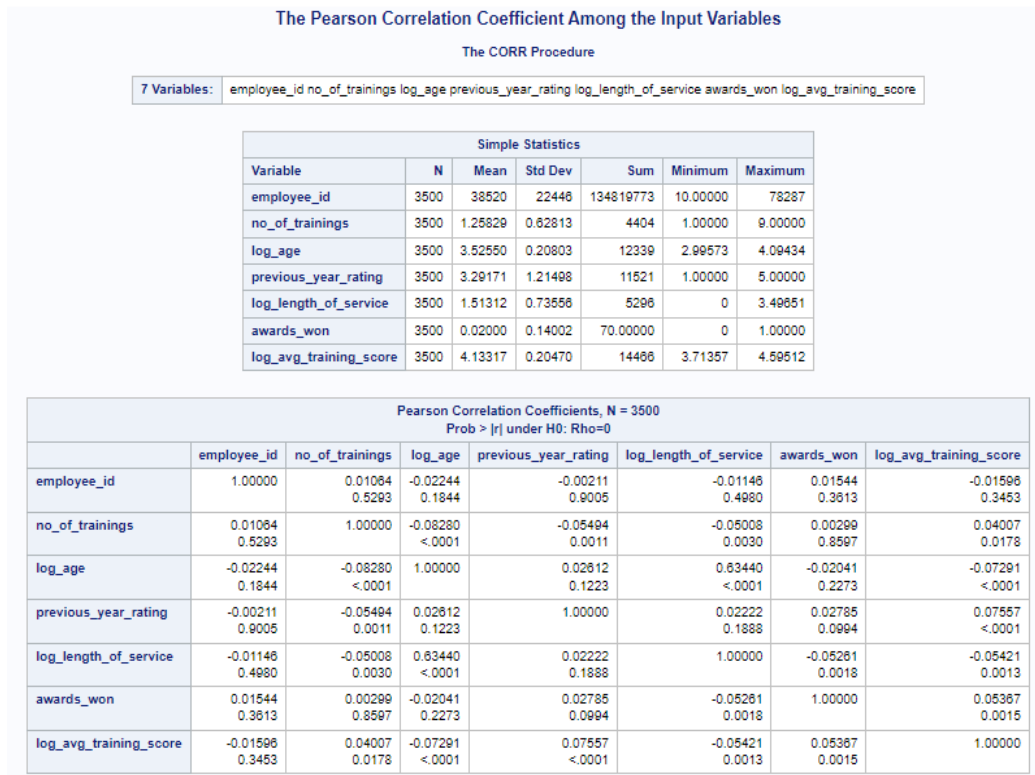 The Pearson Correlation Coefficient Among the Input Variables
The CORR Procedure
7 Variables: employee_id no_of_trainings log_age previous_year_rating log_length_of_service awards_won log_avg_training_score
Simple Statistics
Variable N Mean Std Dev Sum Minimum Maximum
employee_id 3500 38520 22446 134819773 10.00000 78287
no_of_trainings 3500 1.25829 0.62813 4404 1.00000 9.00000
log_age 3500 3.52550 0.20803 12339 2.99573 4.09434
previous_year_rating 3500 3.29171 1.21498 11521 1.00000 5.00000
log_length_of_service 3500 1.51312 0.73556 5296 0 3.49651
awards_won 3500 0.02000 0.14002 70.00000 0 1.00000
log_avg_training_score 3500 4.13317 0.20470 14466 3.71357 4.59512
Pearson Correlation Coefficients, N = 3500
Prob > |r| under H0: Rho=0
employee_id no_of_trainings log_age previous_year_rating log_length_of_service awards_won log_avg_training_score
employee_id 1.00000 0.01064 -0.02244 -0.00211 -0.01146 0.01544 -0.01596
0.5293 0.1844 0.9005 0.4980 0.3613 0.3453
no_of_trainings 0.01064 1.00000 -0.08280 -0.05494 -0.05008 0.00299 0.04007
0.5293 <.0001 0.0011 0.0030 0.8597 0.0178
log_age -0.02244 -0.08280 1.00000 0.02612 0.63440 -0.02041 -0.07291
0.1844 <.0001 0.1223 <.0001 0.2273 <.0001
previous_year_rating -0.00211 -0.05494 0.02612 1.00000 0.02222 0.02785 0.07557
0.9005 0.0011 0.1223 0.1888 0.0994 <.0001
log_length_of_service -0.01146 -0.05008 0.63440 0.02222 1.00000 -0.05261 -0.05421
0.4980 0.0030 <.0001 0.1888 0.0018 0.0013
awards_won 0.01544 0.00299 -0.02041 0.02785 -0.05261 1.00000 0.05367
0.3613 0.8597 0.2273 0.0994 0.0018 0.0015
log_avg_training_score -0.01596 0.04007 -0.07291 0.07557 -0.05421 0.05367 1.00000
0.3453 0.0178 <.0001 <.0001 0.0013 0.0015